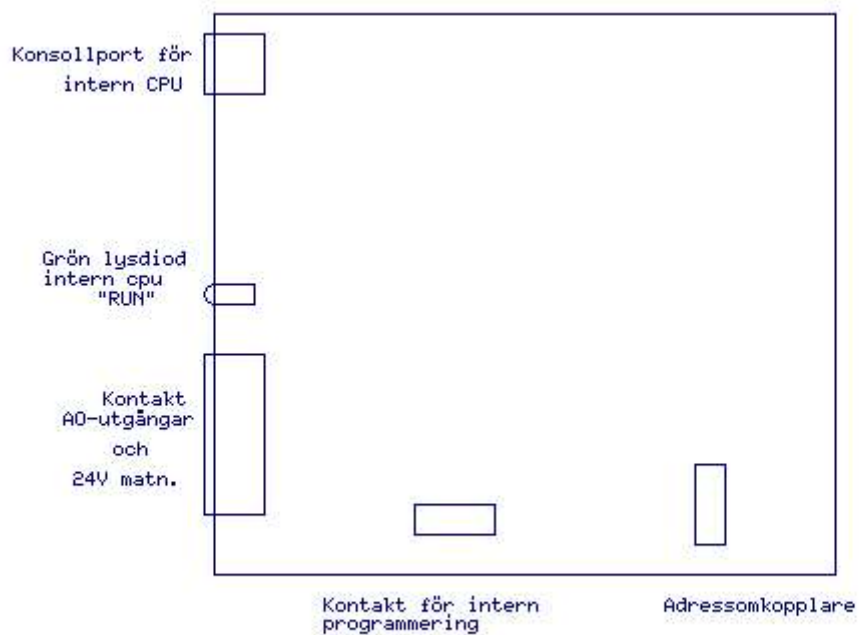 Konsollport för
intern CPU
Grön lysdiod
intern cpu
"RUN"
Kontakt
AO-utgångar
och
24V matn.
Kontakt för intern
programmering
Adressomkopplare